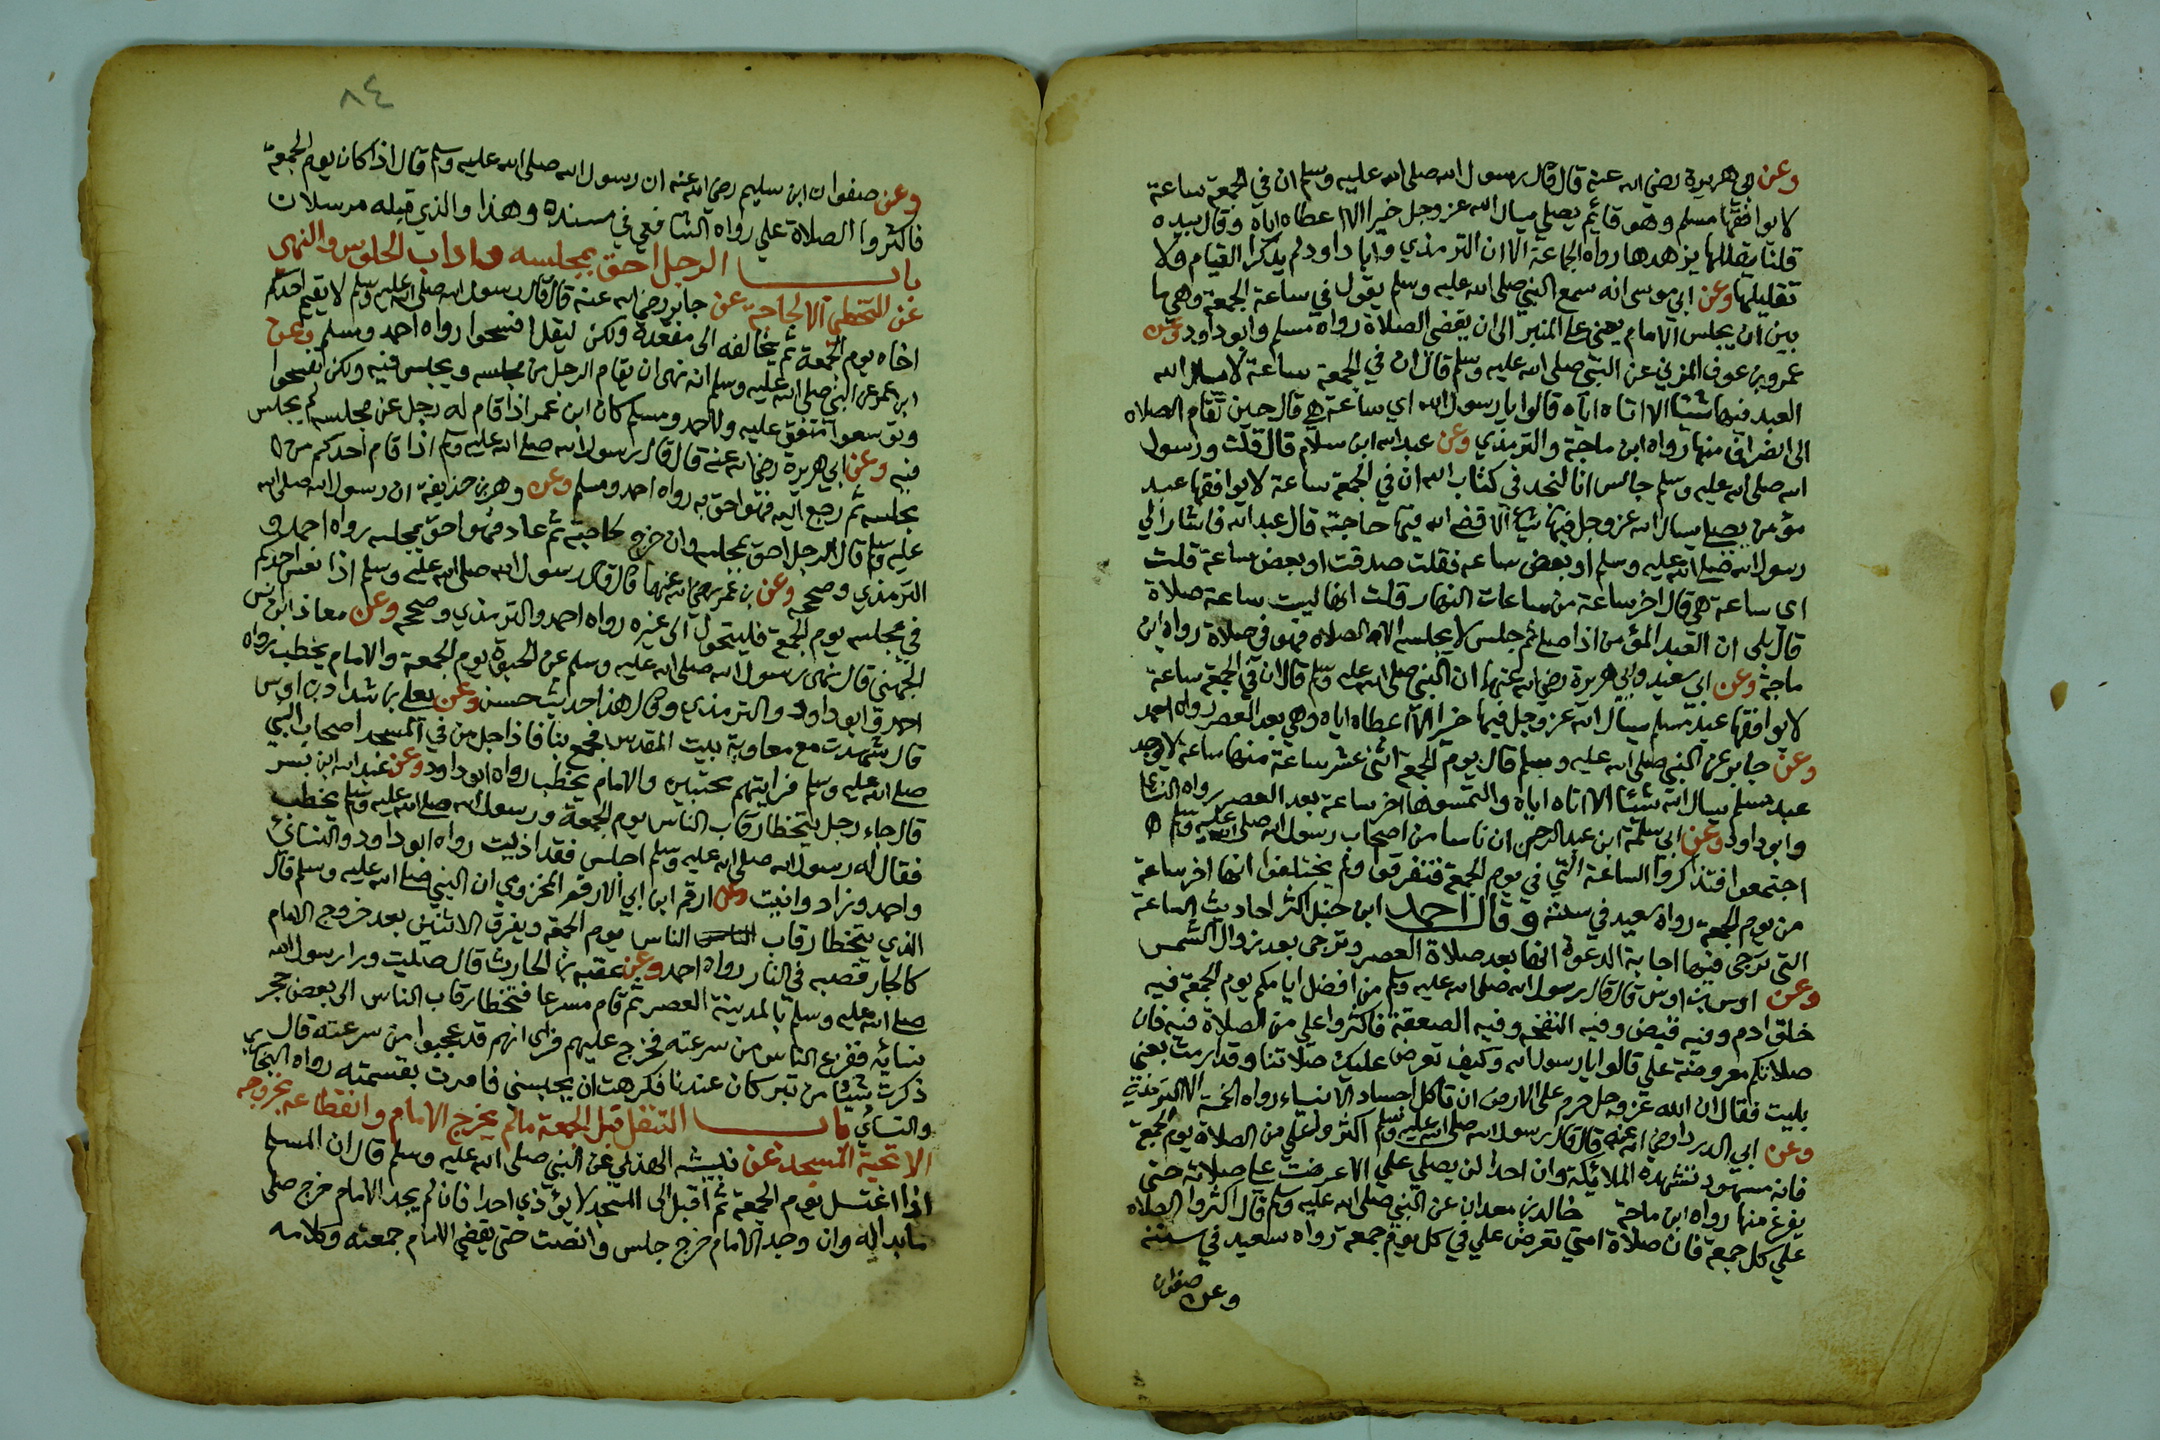 وعن ابي هريرة رضي الله عنه قال قال رسول الله صلى الله عليه وسلم ان في الجمعة ساعة
لا يوافقها مسلم وهو قايم يصلي يسال الله عز وجل خيرا الا اعطاه اياه وقال بيده
قلنا يقللها يزهدها رواه الجماعة الا ان الترمذي وابا داود لم يذكرا القيام ولا
تقليلها وعن ابي موسى انه سمع النبي صلى الله عليه وسلم يقول في ساعة الجمعة وهي ما
بين ان يجلس الامام يعني على المنبر الى ان يقضي الصلاة رواه مسلم وابو داود وعن
عمرو بن عوف المزني عن النبي صلى الله عليه وسلم قال ان في الجمعة ساعة لا يسال الله
العبد فيها شيئا الا اتاه اياه قالوا يا رسول الله اي ساعة هي قال حين تقام الصلاه
الى انصراف منها رواه ابن ماجة والترمذي وعن عبد الله ابن سلام قال قلت ورسول
الله صلى الله عليه وسلم جالس انا لنجد في كتاب الله ان في الجمعة ساعة لا يوافقها عبد
مؤمن يصلي يسال الله عز وجل فيها شيا الا قضى الله فيها حاجته قال عبد الله فاشار الي
رسول الله صلى الله عليه وسلم او بعض ساعه فقلت صدقت او بعض ساعة قلت
اي ساعة هي قال اخر ساعة من ساعات النهار قلت انها ليست ساعة صلاة
قال بلى ان العبد المؤمن اذا صلى ثم جلس لا يجلسه الا الصلاه فهو في صلاة رواه ابن
ماجة وعن ابي سعيد وابي هريرة رضي الله عنهما ان النبي صلى الله عليه وسلم قال ان في الجمعة ساعة
لا يوافقها عبد مسلم يسال الله عز وجل فيها خيرا الا اعطاه اياه وهي بعد العصر رواه احمد
وعن جابر عن النبي صلى الله عليه وسلم قال يوم الجمعة اثنى عشر ساعة منها ساعة لا يوجد
عبد مسلم يسال الله شيئا الا اتاه اياه والتمسوها اخر ساعة بعد العصر رواه النسائي
وابو داود وعن ابي سلمة ابن عبد الرحمن ان ناسا من اصحاب رسول الله صلى الله عليه وسلم
اجتمعوا فتذاكروا الساعة التي في يوم الجمعة فتفرقوا ولم يختلفوا انها اخر ساعة
من يوم الجمعة رواه سعيد في سننه وقال احمد ابن حنبل اكثر احاديث الساعة
التي ترجى فيها اجابة الدعوة انها بعد صلاة العصر وترجى بعد زوال الشمس
وعن اوس بن اوس قال قال رسول الله صلى الله عليه وسلم من افضل ايامكم يوم الجمعة فيه
خلق ادم وفيه قبض وفيه النفخه وفيه الصعقة فاكثروا علي من الصلاة فيه فان
صلاتكم معروضة علي قالوا يا رسول الله وكيف تعرض عليك صلاتنا وقد ارمت يعني
بليت فقال ان الله عز وجل حرم على الارض ان تاكل اجساد الانبياء رواه الخمسة الا الترمذي
وعن ابي الدرداء رضي الله عنه قال قال رسول الله صلى الله عليه وسلم اكثروا علي من الصلاة يوم الجمعة
فانه مشهود تشهده الملائكة وان احدا لن يصلي علي الا عرضت علي صلاته حتى
يفرغ منها رواه ابن ماجة خالد بن معدان عن النبي صلى الله عليه وسلم قال اكثروا الصلاه
علي كل جمعة فان صلاة امتي تعرض علي في كل يوم جمعة رواه سعيد في سننه
وعن صفوان
٨٤
وعن صفوان ابن سليم رضي الله عنه ان رسول الله صلى الله عليه وسلم قال اذا كان يوم الجمعة
فاكثروا الصلاة علي رواه الشافعي في مسنده وهذا والذي قبله مرسلان
باب الرجل احق بمجلسه واداب الجلوس والنهي
عن التخطي الا لحاجة عن جابر رضي الله عنه قال قال رسول الله صلى الله عليه وسلم لا يقيم احدكم
اخاه يوم الجمعة ثم يخالفه الى مقعده ولكن ليقل افسحوا رواه احمد ومسلم وعن
ابن عمر عن النبي صلى الله عليه وسلم انه نهى ان يقام الرجل من مجلسه ويجلس فيه ولكن تفسحوا
وتوسعوا متفق عليه ولاحمد ومسلم كان ابن عمر اذا قام له رجل عن مجلسه لم يجلس
فيه وعن ابي هريرة رضي الله عنه قال قال رسول الله صلى الله عليه وسلم اذا قام احدكم من
مجلسه ثم رجع اليه فهو احق به رواه احمد ومسلم وعن وهب بن حذيفة ان رسول الله صلى الله
عليه وسلم قال الرجل احق بمجلسه وان خرج لحاجته ثم عاد فهو احق بمجلسه رواه احمد و
الترمذي وصححه وعن بن عمر رضي الله عنهما قال قال رسول الله صلى الله عليه وسلم اذا نعس احدكم
في مجلسه يوم الجمعة فليتحول الى غيره رواه احمد والترمذي وصححه وعن معاذ ابن انس
الجهني قال نهى رسول الله صلى الله عليه وسلم عن الحبوة يوم الجمعة والامام يخطب رواه
احمد وابو داود والترمذي وقال هذا حديث حسن وعن يعلى بن شداد بن اوس
قال شهدت مع معاوية بيت المقدس فجمع بنا فاذا جل من في المسجد اصحاب النبي
صلى الله عليه وسلم فرايتهم محتبين والامام يخطب رواه ابو داود وعن عبد الله ابن بسر
قال جاء رجل يتخطا رقاب الناس يوم الجمعة ورسول الله صلى الله عليه وسلم يخطب
فقال له رسول الله صلى الله عليه وسلم اجلس فقد اذيت رواه ابو داود والنسائي
واحمد وزاد وانيت وعن ارقم ابن ابي الارقم المخزومي ان النبي صلى الله عليه وسلم قال
الذي يتخطا رقاب الناس الناس يوم الجمعة ويفرق الاثنين بعد خروج الامام
كالجار قصبه في النار رواه احمد وعن عقبة بن الحارث قال صليت ورا رسول الله
صلى الله عليه وسلم بالمدينة العصر ثم قام مسرعا فتخطا رقاب الناس الى بعض حجر
نسائه ففزع الناس من سرعته فخرج عليهم فراى انهم قد عجبوا من سرعته قال
ذكرت شيئا من تبر كان عندنا فكرهت ان يحبسني فامرت بقسمته رواه البخاري
والنسائي باب التنفل قبل الجمعة مالم يخرج الامام وانقطاعه بخروجه
الا تحية المسجد عن نبيشه الهذلي عن النبي صلى الله عليه وسلم قال ان المسلم
اذا اغتسل يوم الجمعة ثم اقبل الى المسجد لا يؤذي احدا فان لم يجد الامام خرج صلى
ما بدا له وان وجد الامام خرج جلس وانصت حتى يقضي الامام جمعته وكلامه